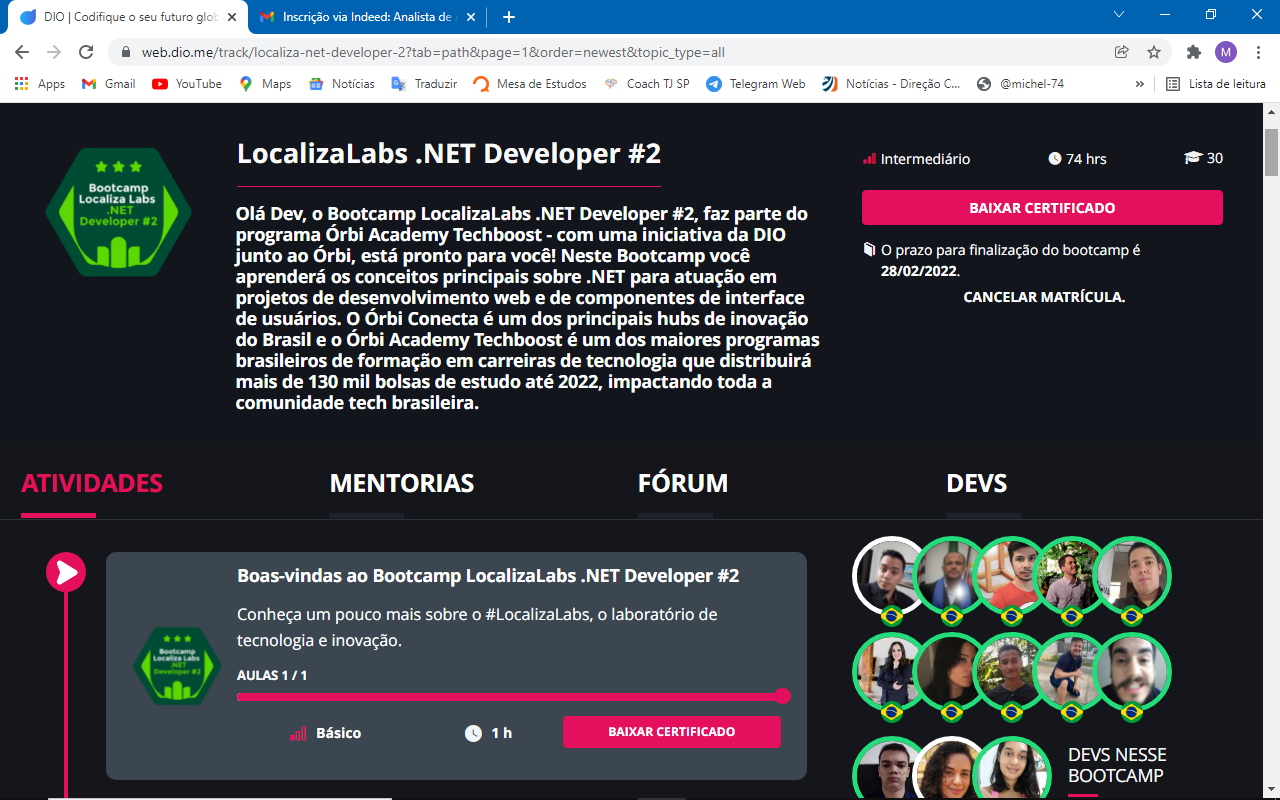 DIO | Codifique o seu futuro glob
Inscrição via Indeed: Analista de
web.dio.me/track/localiza-net-developer-2?tab=path&page=1&order=newest&topic_type=all
M
Apps
Gmail
YouTube
Maps
Notícias
Traduzir
Mesa de Estudos
Coach TJ SP
Telegram Web
Notícias - Direção C...
@michel-74
»
Lista de leitura
Bootcamp
Localiza Labs
.NET
Developer #2
LocalizaLabs .NET Developer #2
Olá Dev, o Bootcamp LocalizaLabs .NET Developer #2, faz parte do
programa Órbi Academy Techboost - com uma iniciativa da DIO
junto ao Órbi, está pronto para você! Neste Bootcamp você
aprenderá os conceitos principais sobre .NET para atuação em
projetos de desenvolvimento web e de componentes de interface
de usuários. O Órbi Conecta é um dos principais hubs de inovação
do Brasil e o Órbi Academy Techboost é um dos maiores programas
brasileiros de formação em carreiras de tecnologia que distribuirá
mais de 130 mil bolsas de estudo até 2022, impactando toda a
comunidade tech brasileira.
Intermediário
74 hrs
30
BAIXAR CERTIFICADO
O prazo para finalização do bootcamp é
28/02/2022.
CANCELAR MATRÍCULA.
ATIVIDADES
MENTORIAS
FÓRUM
DEVS
Bootcamp
Localiza Labs
.NET
Developer #2
Boas-vindas ao Bootcamp LocalizaLabs .NET Developer #2
Conheça um pouco mais sobre o #LocalizaLabs, o laboratório de
tecnologia e inovação.
AULAS 1 / 1
Básico
1 h
BAIXAR CERTIFICADO
DEVS NESSE
BOOTCAMP